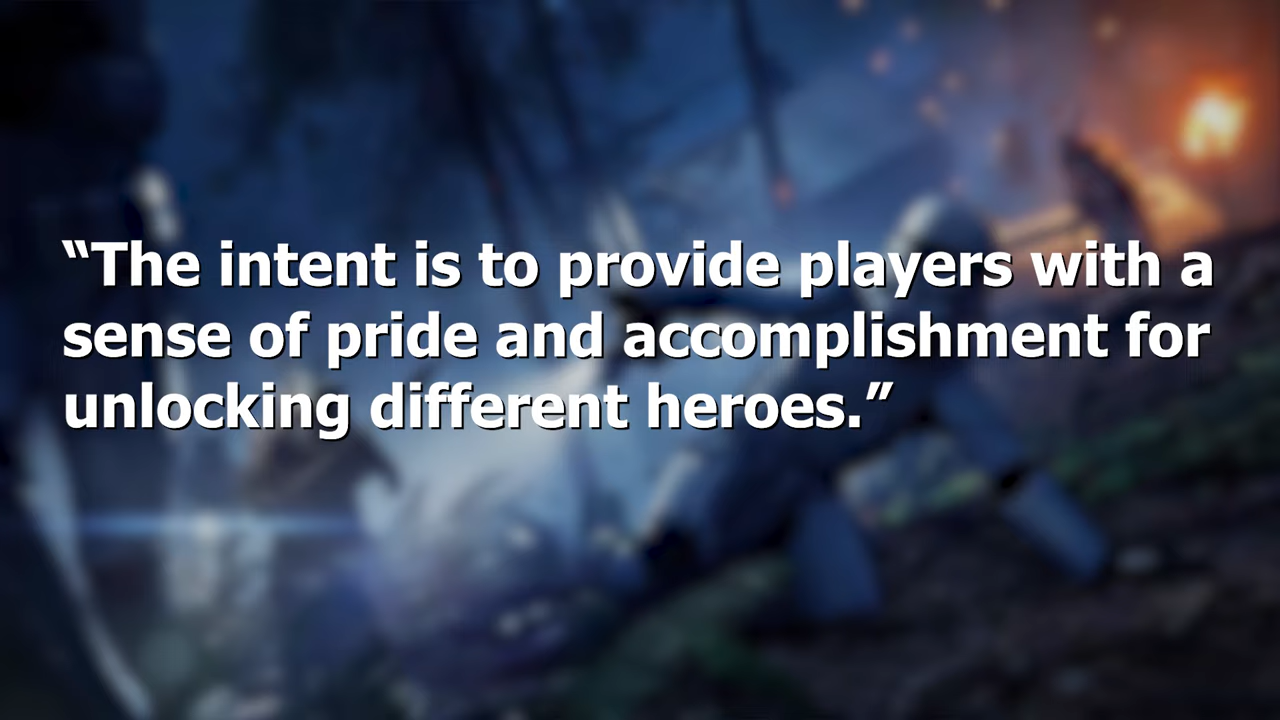 “The intent is to provide players with a
sense of pride and accomplishment for
unlocking different heroes.”